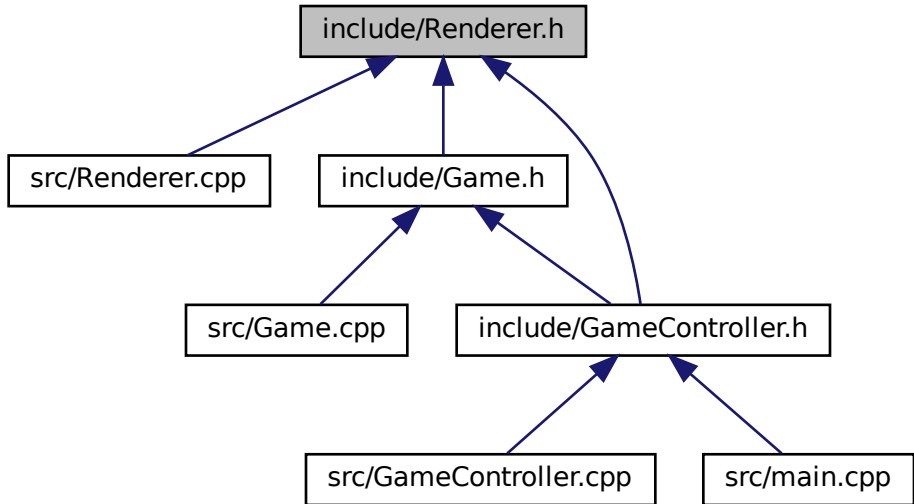 include/Renderer.h
src/Renderer.cpp
include/Game.h
src/Game.cpp
include/GameController.h
src/GameController.cpp
src/main.cpp